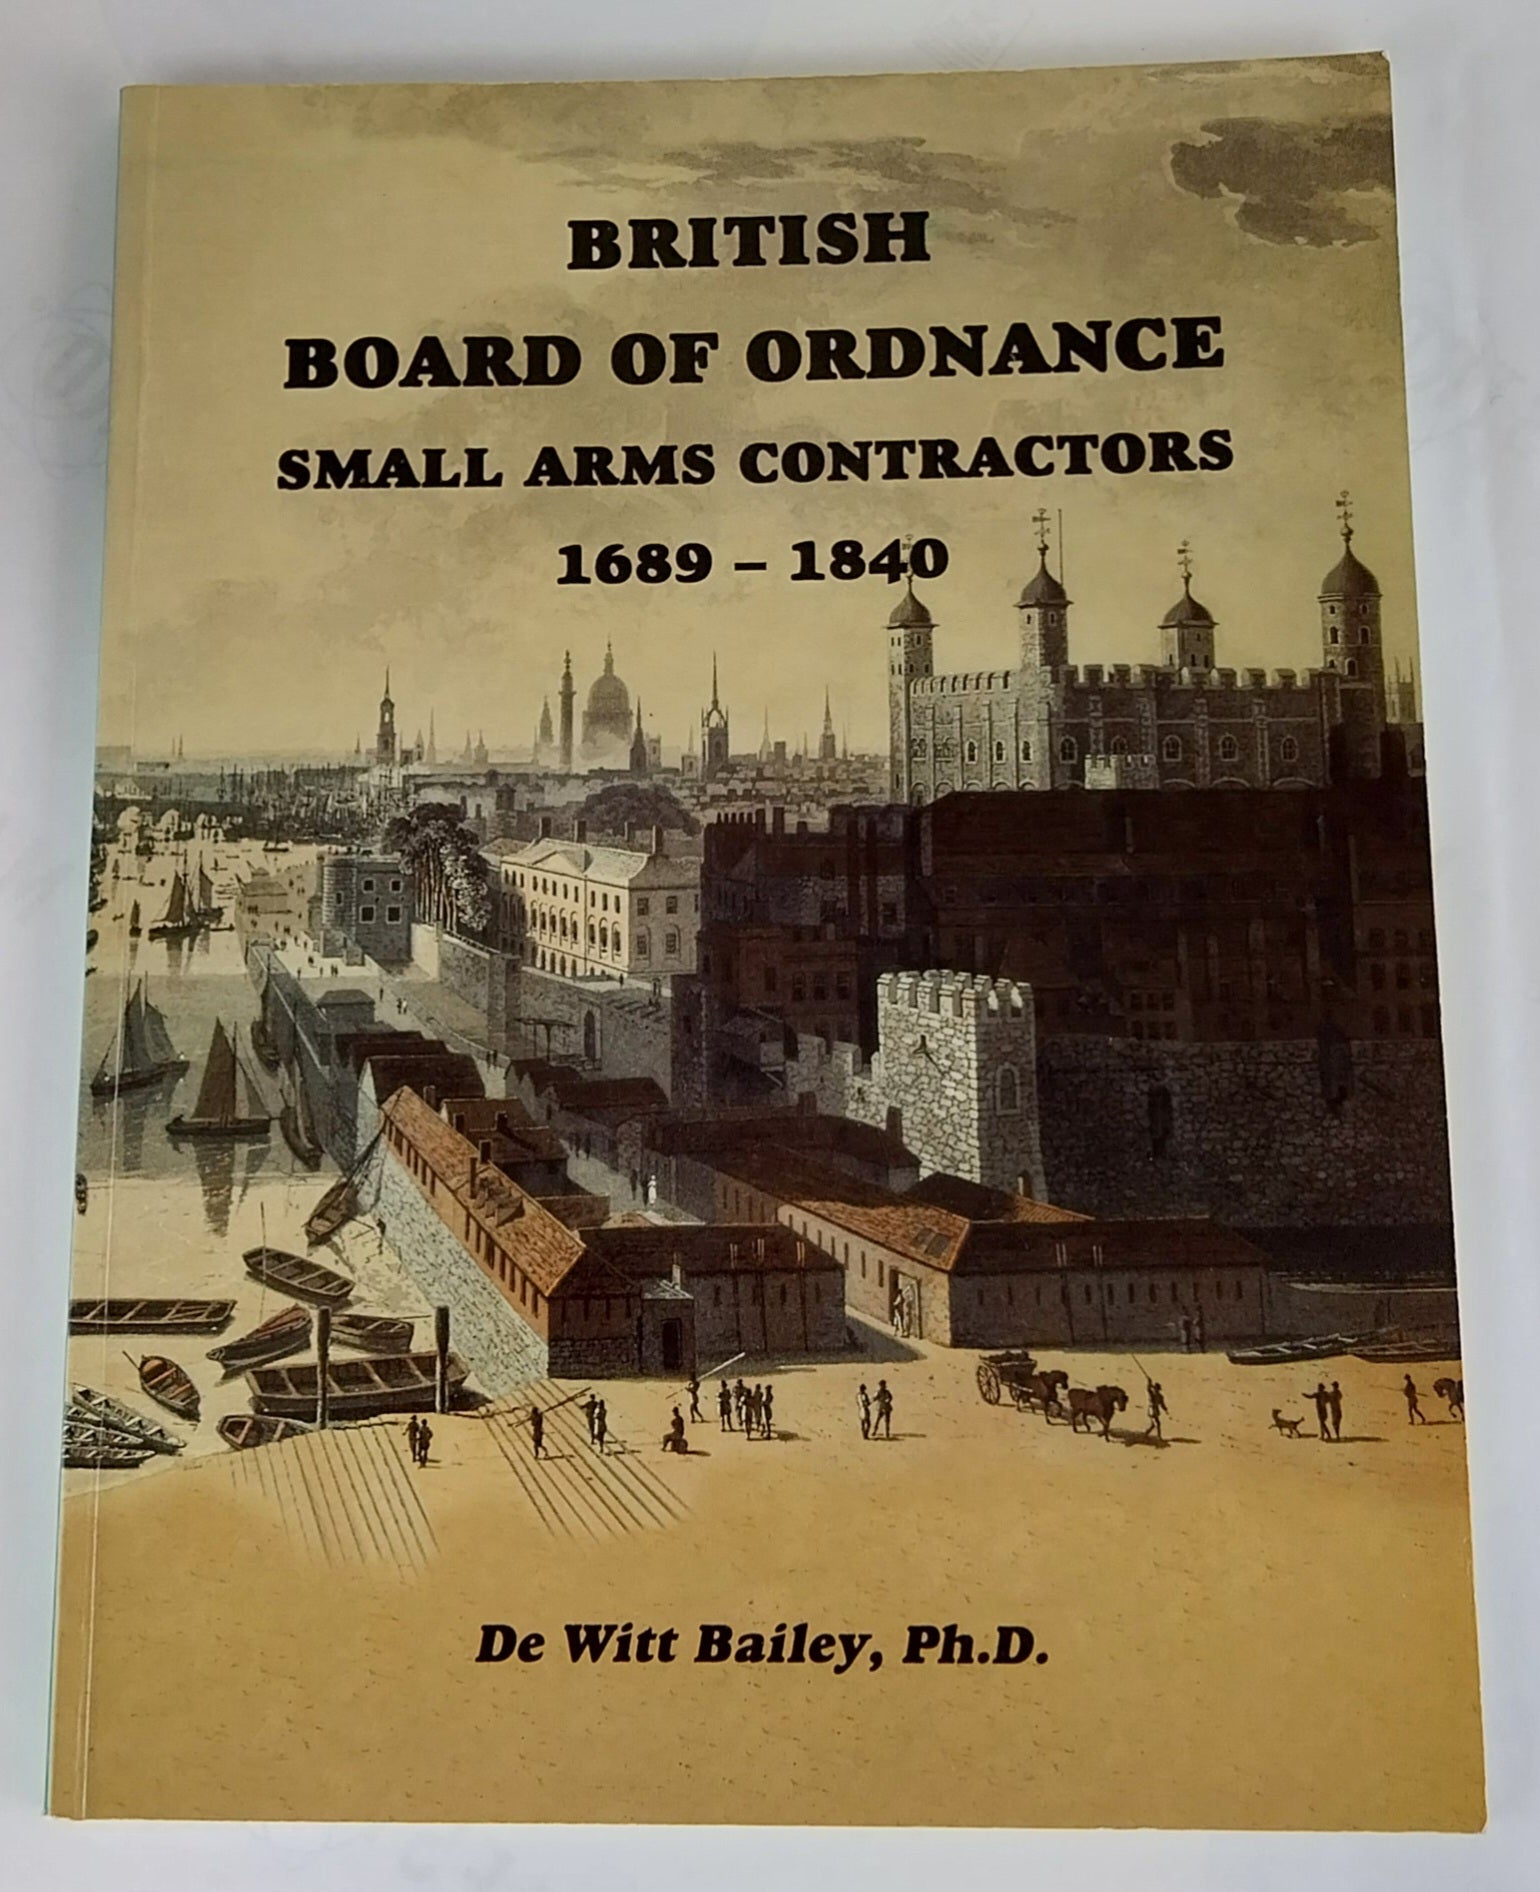 BRITISH
BOARD OF ORDNANCE
SMALL ARMS CONTRACTORS
1689 – 1840
De Witt Bailey, Ph.D.